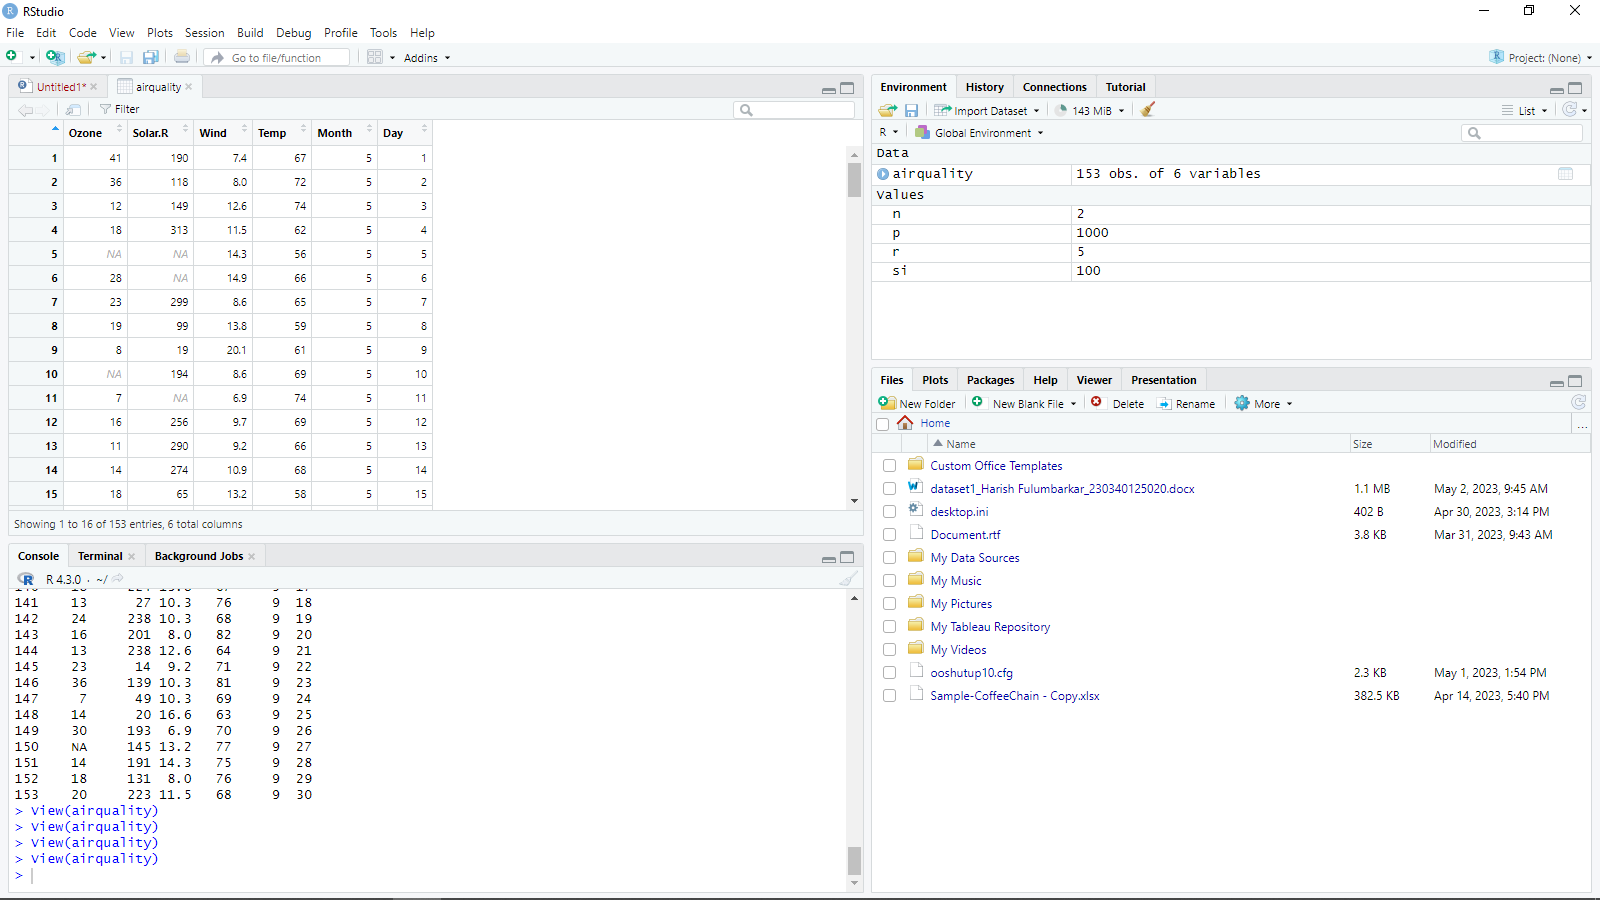 RStudio
File Edit Code View Plots Session Build Debug Profile Tools Help
Go to file/function Addins Project: (None)
Untitled1* airquality
Filter
Ozone Solar.R Wind Temp Month Day
1 41 190 7.4 67 5 1
2 36 118 8.0 72 5 2
3 12 149 12.6 74 5 3
4 18 313 11.5 62 5 4
5 NA NA 14.3 56 5 5
6 28 NA 14.9 66 5 6
7 23 299 8.6 65 5 7
8 19 99 13.8 59 5 8
9 8 19 20.1 61 5 9
10 NA 194 8.6 69 5 10
11 7 NA 6.9 74 5 11
12 16 256 9.7 69 5 12
13 11 290 9.2 66 5 13
14 14 274 10.9 68 5 14
15 18 65 13.2 58 5 15
Showing 1 to 16 of 153 entries, 6 total columns
Console Terminal Background Jobs
R 4.3.0 · ~/
141 13 27 10.3 76 9 18
142 24 238 10.3 68 9 19
143 16 201 8.0 82 9 20
144 13 238 12.6 64 9 21
145 23 14 9.2 71 9 22
146 36 139 10.3 81 9 23
147 7 49 10.3 69 9 24
148 14 20 16.6 63 9 25
149 30 193 6.9 70 9 26
150 NA 145 13.2 77 9 27
151 14 191 14.3 75 9 28
152 18 131 8.0 76 9 29
153 20 223 11.5 68 9 30
> View(airquality)
> View(airquality)
> View(airquality)
> View(airquality)
>
Environment History Connections Tutorial
Import Dataset 143 MiB List
R Global Environment
Data
airquality 153 obs. of 6 variables
Values
n 2
p 1000
r 5
si 100
Files Plots Packages Help Viewer Presentation
New Folder New Blank File Delete Rename More
Home ...
Name Size Modified
Custom Office Templates
dataset1_Harish Fulumbarkar_230340125020.docx 1.1 MB May 2, 2023, 9:45 AM
desktop.ini 402 B Apr 30, 2023, 3:14 PM
Document.rtf 3.8 KB Mar 31, 2023, 9:43 AM
My Data Sources
My Music
My Pictures
My Tableau Repository
My Videos
ooshutup10.cfg 2.3 KB May 1, 2023, 1:54 PM
Sample-CoffeeChain - Copy.xlsx 382.5 KB Apr 14, 2023, 5:40 PM